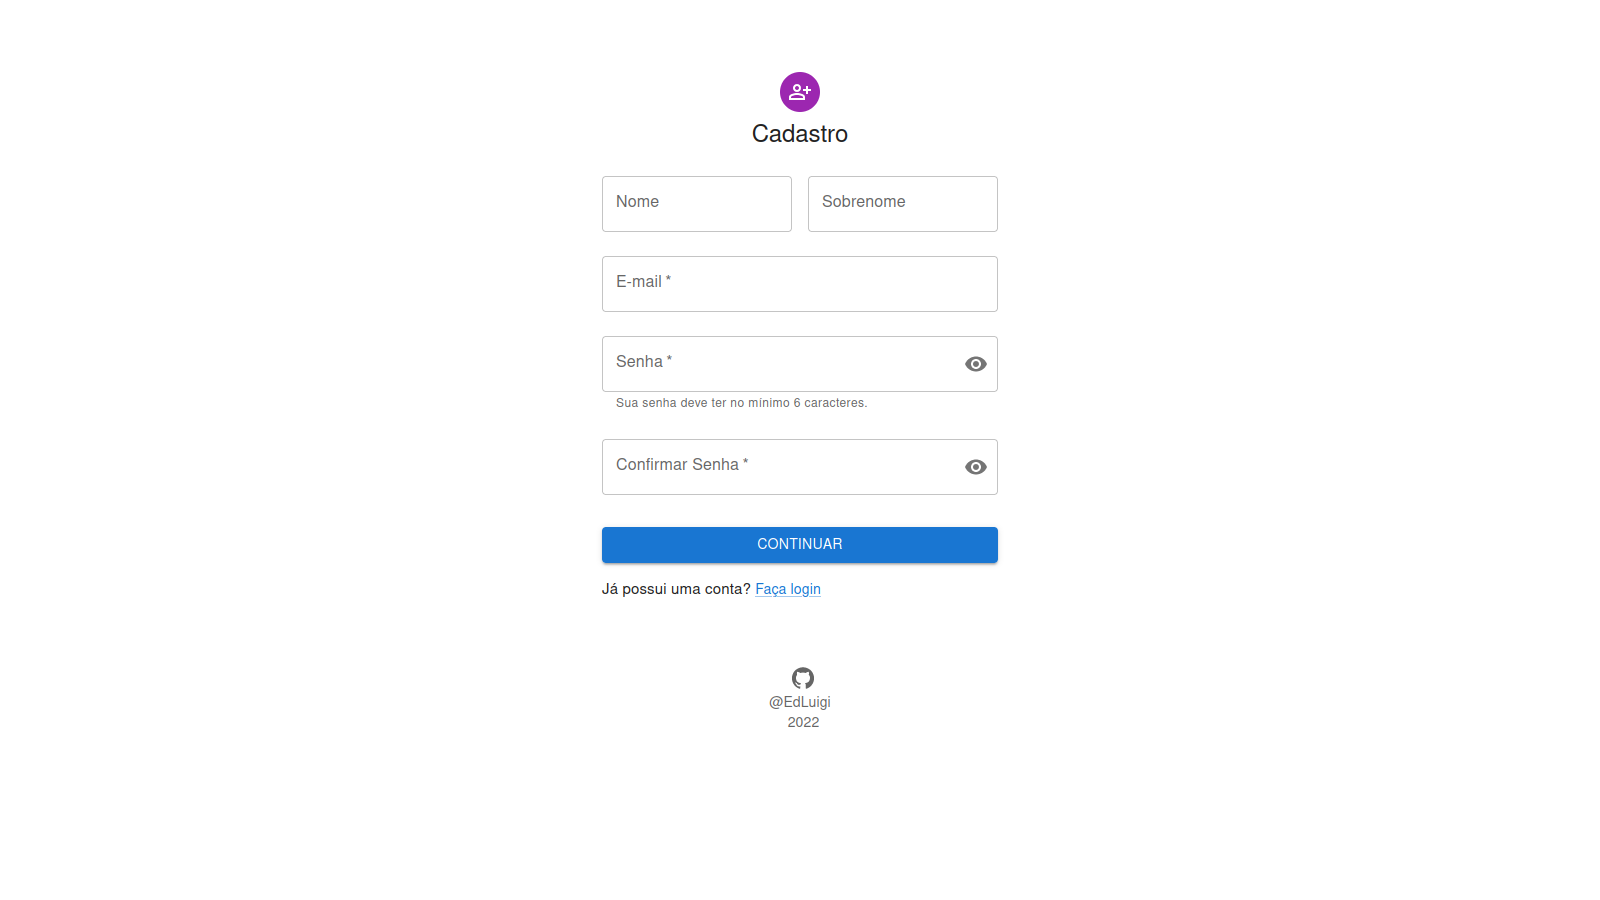 Cadastro
Nome
Sobrenome
E-mail *
Senha *
Sua senha deve ter no mínimo 6 caracteres.
Confirmar Senha *
CONTINUAR
Já possui uma conta? Faça login
@EdLuigi
2022